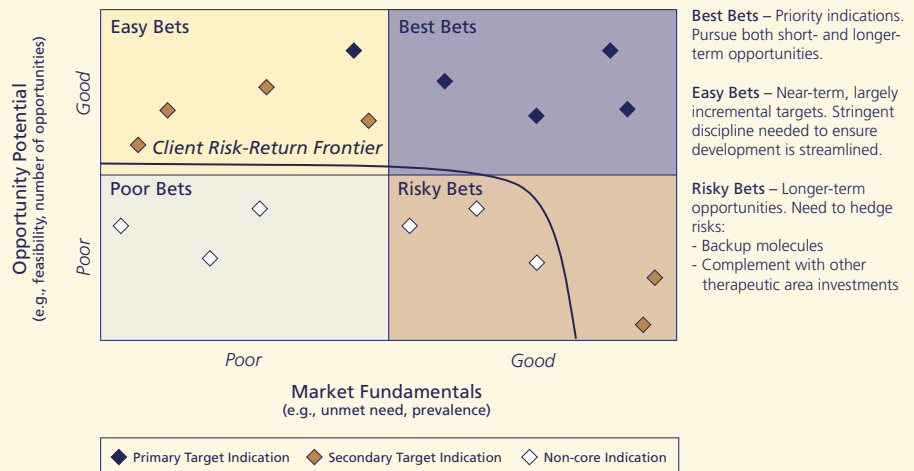 Easy Bets
Best Bets
Client Risk-Return Frontier
Poor Bets
Risky Bets
Opportunity Potential
(e.g., feasibility, number of opportunities)
Good
Poor
Poor
Good
Market Fundamentals
(e.g., unmet need, prevalence)
Primary Target Indication
Secondary Target Indication
Non-core Indication
Best Bets – Priority indications.
Pursue both short- and longer-
term opportunities.
Easy Bets – Near-term, largely
incremental targets. Stringent
discipline needed to ensure
development is streamlined.
Risky Bets – Longer-term
opportunities. Need to hedge
risks:
- Backup molecules
- Complement with other
therapeutic area investments